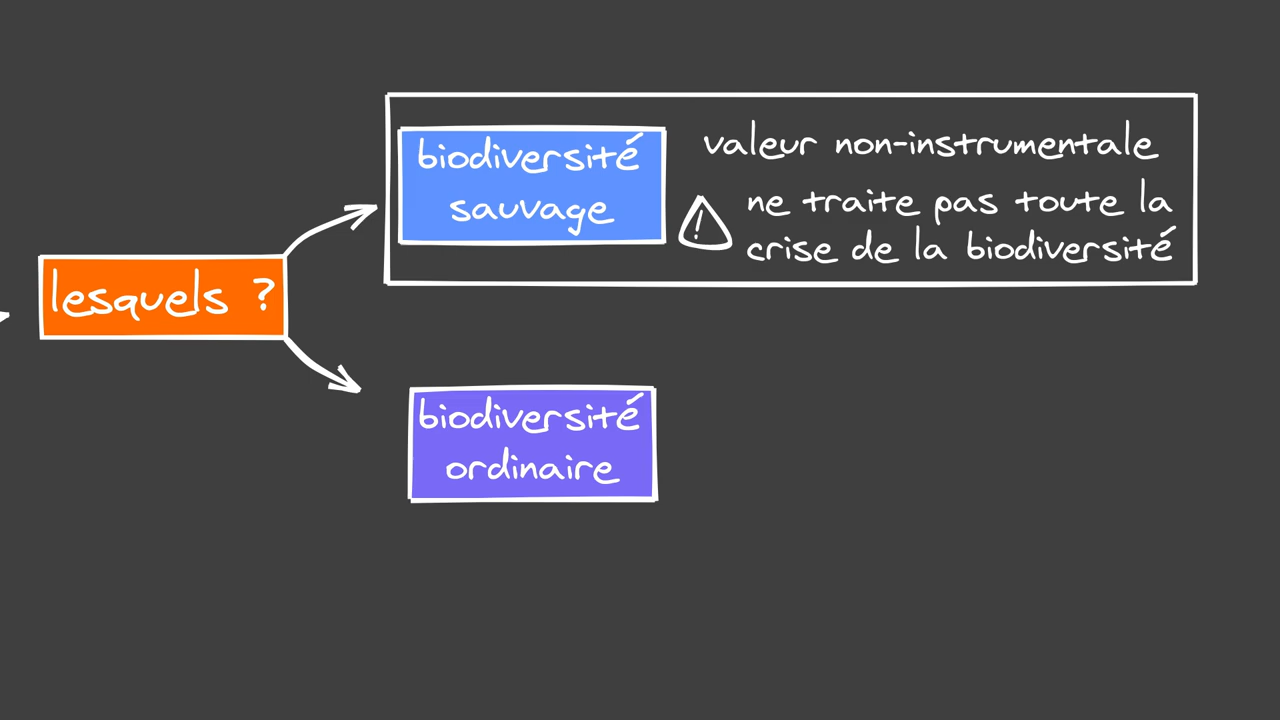 lesquels ?
biodiversité
sauvage
valeur non-instrumentale
ne traite pas toute la
crise de la biodiversité
biodiversité
ordinaire